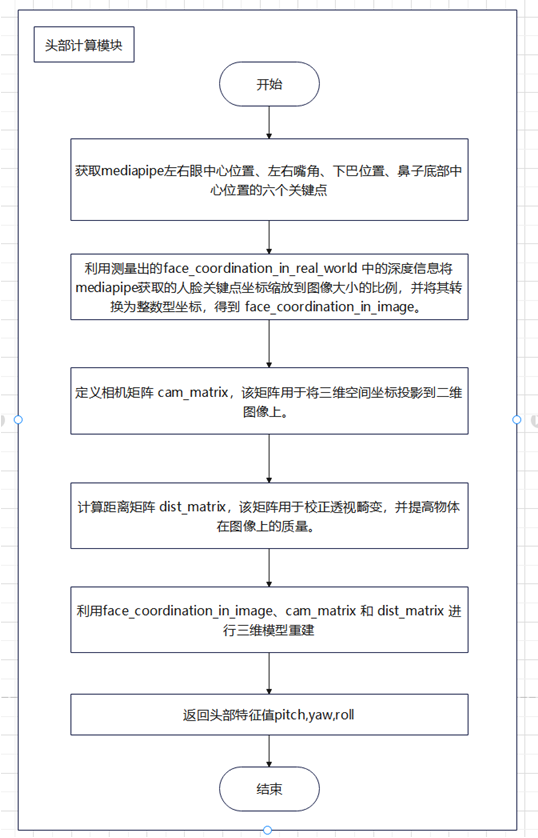 头部计算模块
开始
获取mediapipe左右眼中心位置、左右嘴角、下巴位置、鼻子底部中
心位置的六个关键点
利用测量出的face_coordination_in_real_world 中的深度信息将
mediapipe获取的人脸关键点坐标缩放到图像大小的比例，并将其转
换为整数型坐标，得到 face_coordination_in_image。
定义相机矩阵 cam_matrix，该矩阵用于将三维空间坐标投影到二维
图像上。
计算距离矩阵 dist_matrix，该矩阵用于校正透视畸变，并提高物体
在图像上的质量。
利用face_coordination_in_image、cam_matrix 和 dist_matrix 进
行三维模型重建
返回头部特征值pitch,yaw,roll
结束